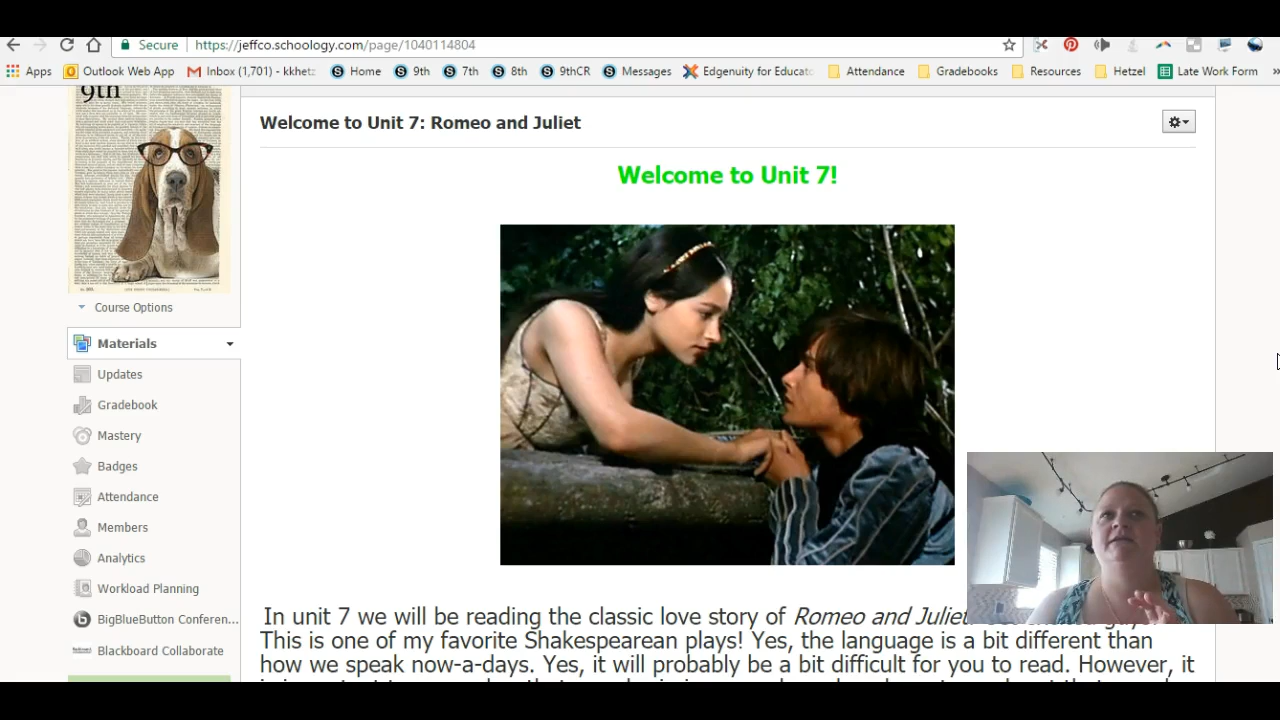 Secure
https://jeffco.schoology.com/page/1040114804
Apps
Outlook Web App
Inbox (1,701) - kkhetz
Home
9th
7th
8th
9thCR
Messages
Edgenuity for Educato
Attendance
Gradebooks
Resources
Hetzel
Late Work Form
»
9th
Course Options
Materials
Updates
Gradebook
Mastery
Badges
Attendance
Members
Analytics
Workload Planning
BigBlueButton Conferen...
Blackboard Collaborate
Welcome to Unit 7: Romeo and Juliet
Welcome to Unit 7!
In unit 7 we will be reading the classic love story of Romeo and Juliet.
This is one of my favorite Shakespearean plays! Yes, the language is a bit different than
how we speak now-a-days. Yes, it will probably be a bit difficult for you to read. However, it